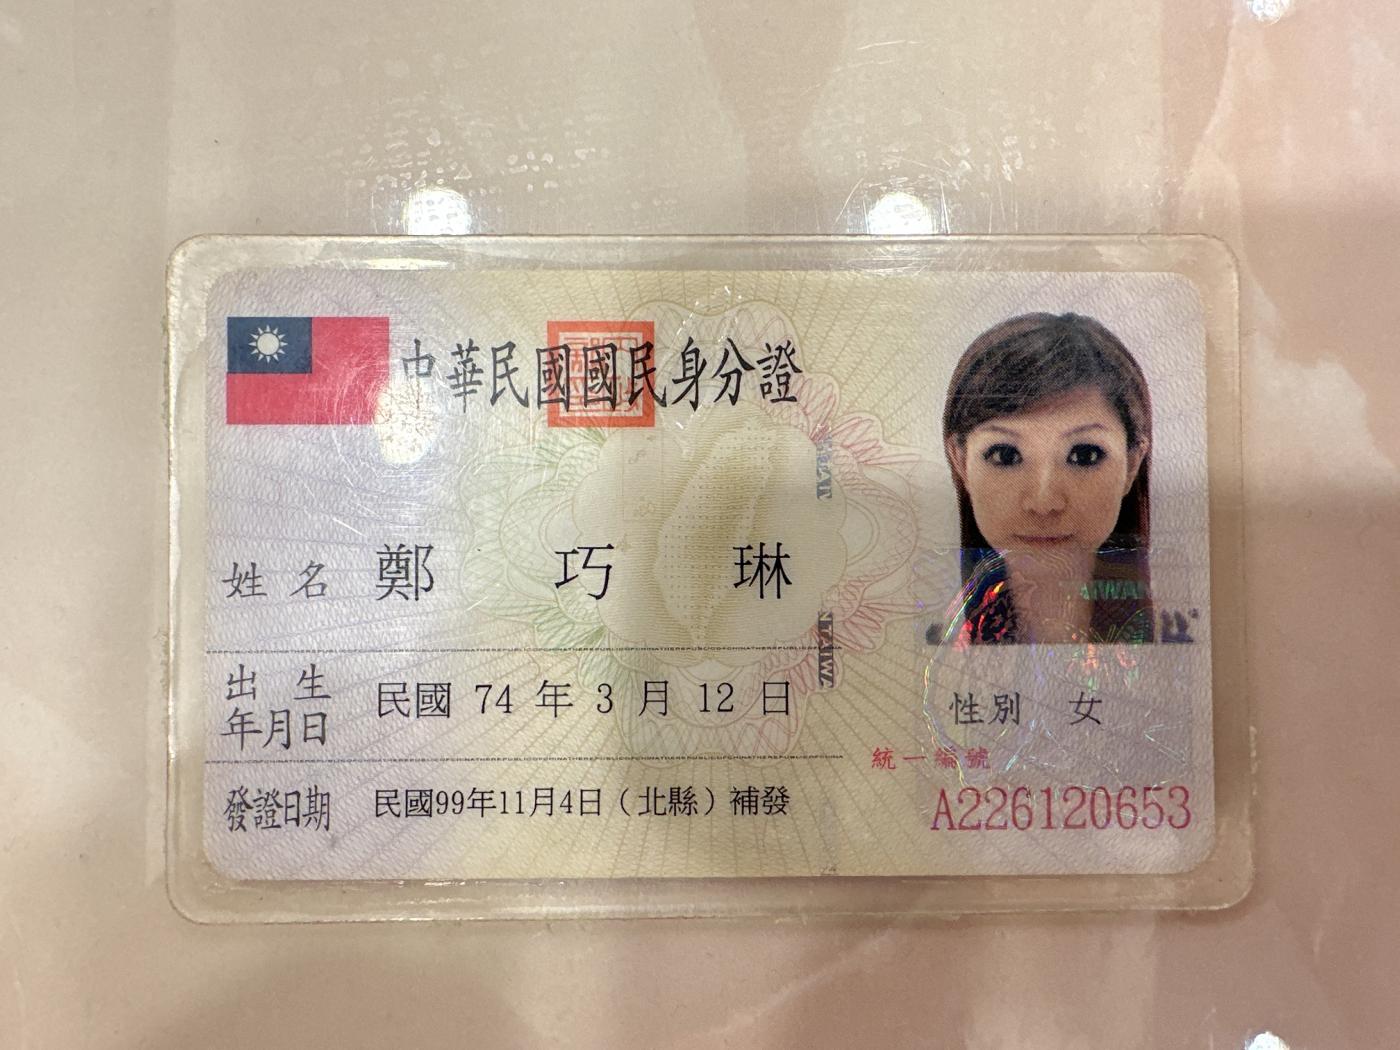 中華民國國民身分證
姓名 鄭巧琳
出生年月日 民國 74 年 3 月 12 日
性別 女
發證日期 民國99年11月4日（北縣）補發
統一編號
A226120653
TAIWAN